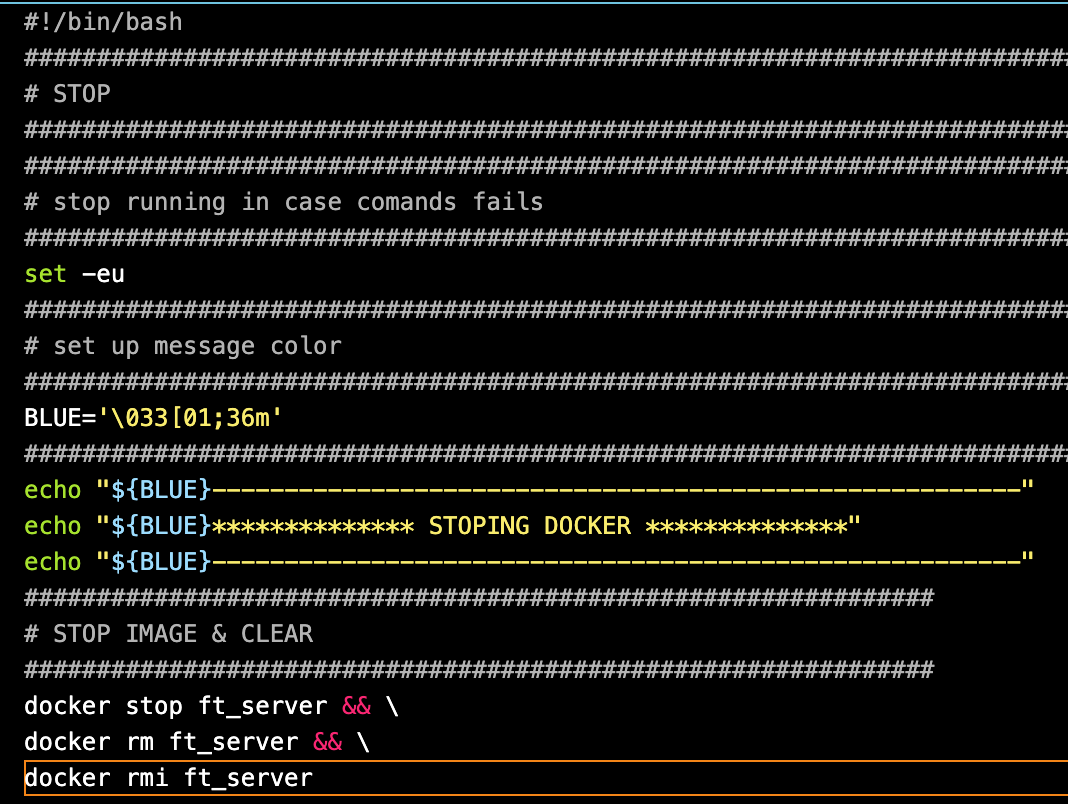 #!/bin/bash
#########################################################################
# STOP
#########################################################################
#########################################################################
# stop running in case comands fails
#########################################################################
set -eu
#########################################################################
# set up message color
#########################################################################
BLUE='\033[01;36m'
#########################################################################
echo "${BLUE}--------------------------------------------------------"
echo "${BLUE}************** STOPING DOCKER **************"
echo "${BLUE}--------------------------------------------------------"
###############################################################
# STOP IMAGE & CLEAR
###############################################################
docker stop ft_server && \
docker rm ft_server && \
docker rmi ft_server